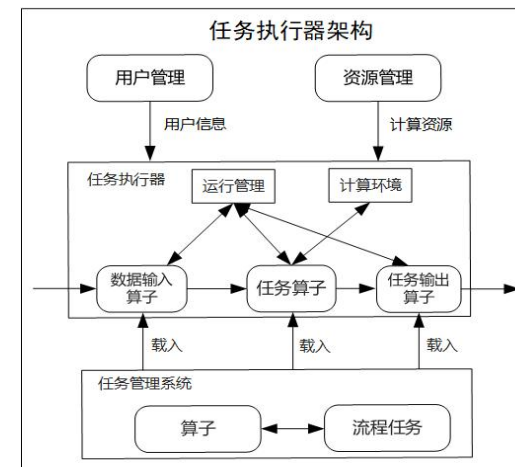 任务执行器架构
用户管理
资源管理
用户信息
计算资源
任务执行器
运行管理
计算环境
数据输入
算子
任务算子
任务输出
算子
载入
载入
载入
任务管理系统
算子
流程任务